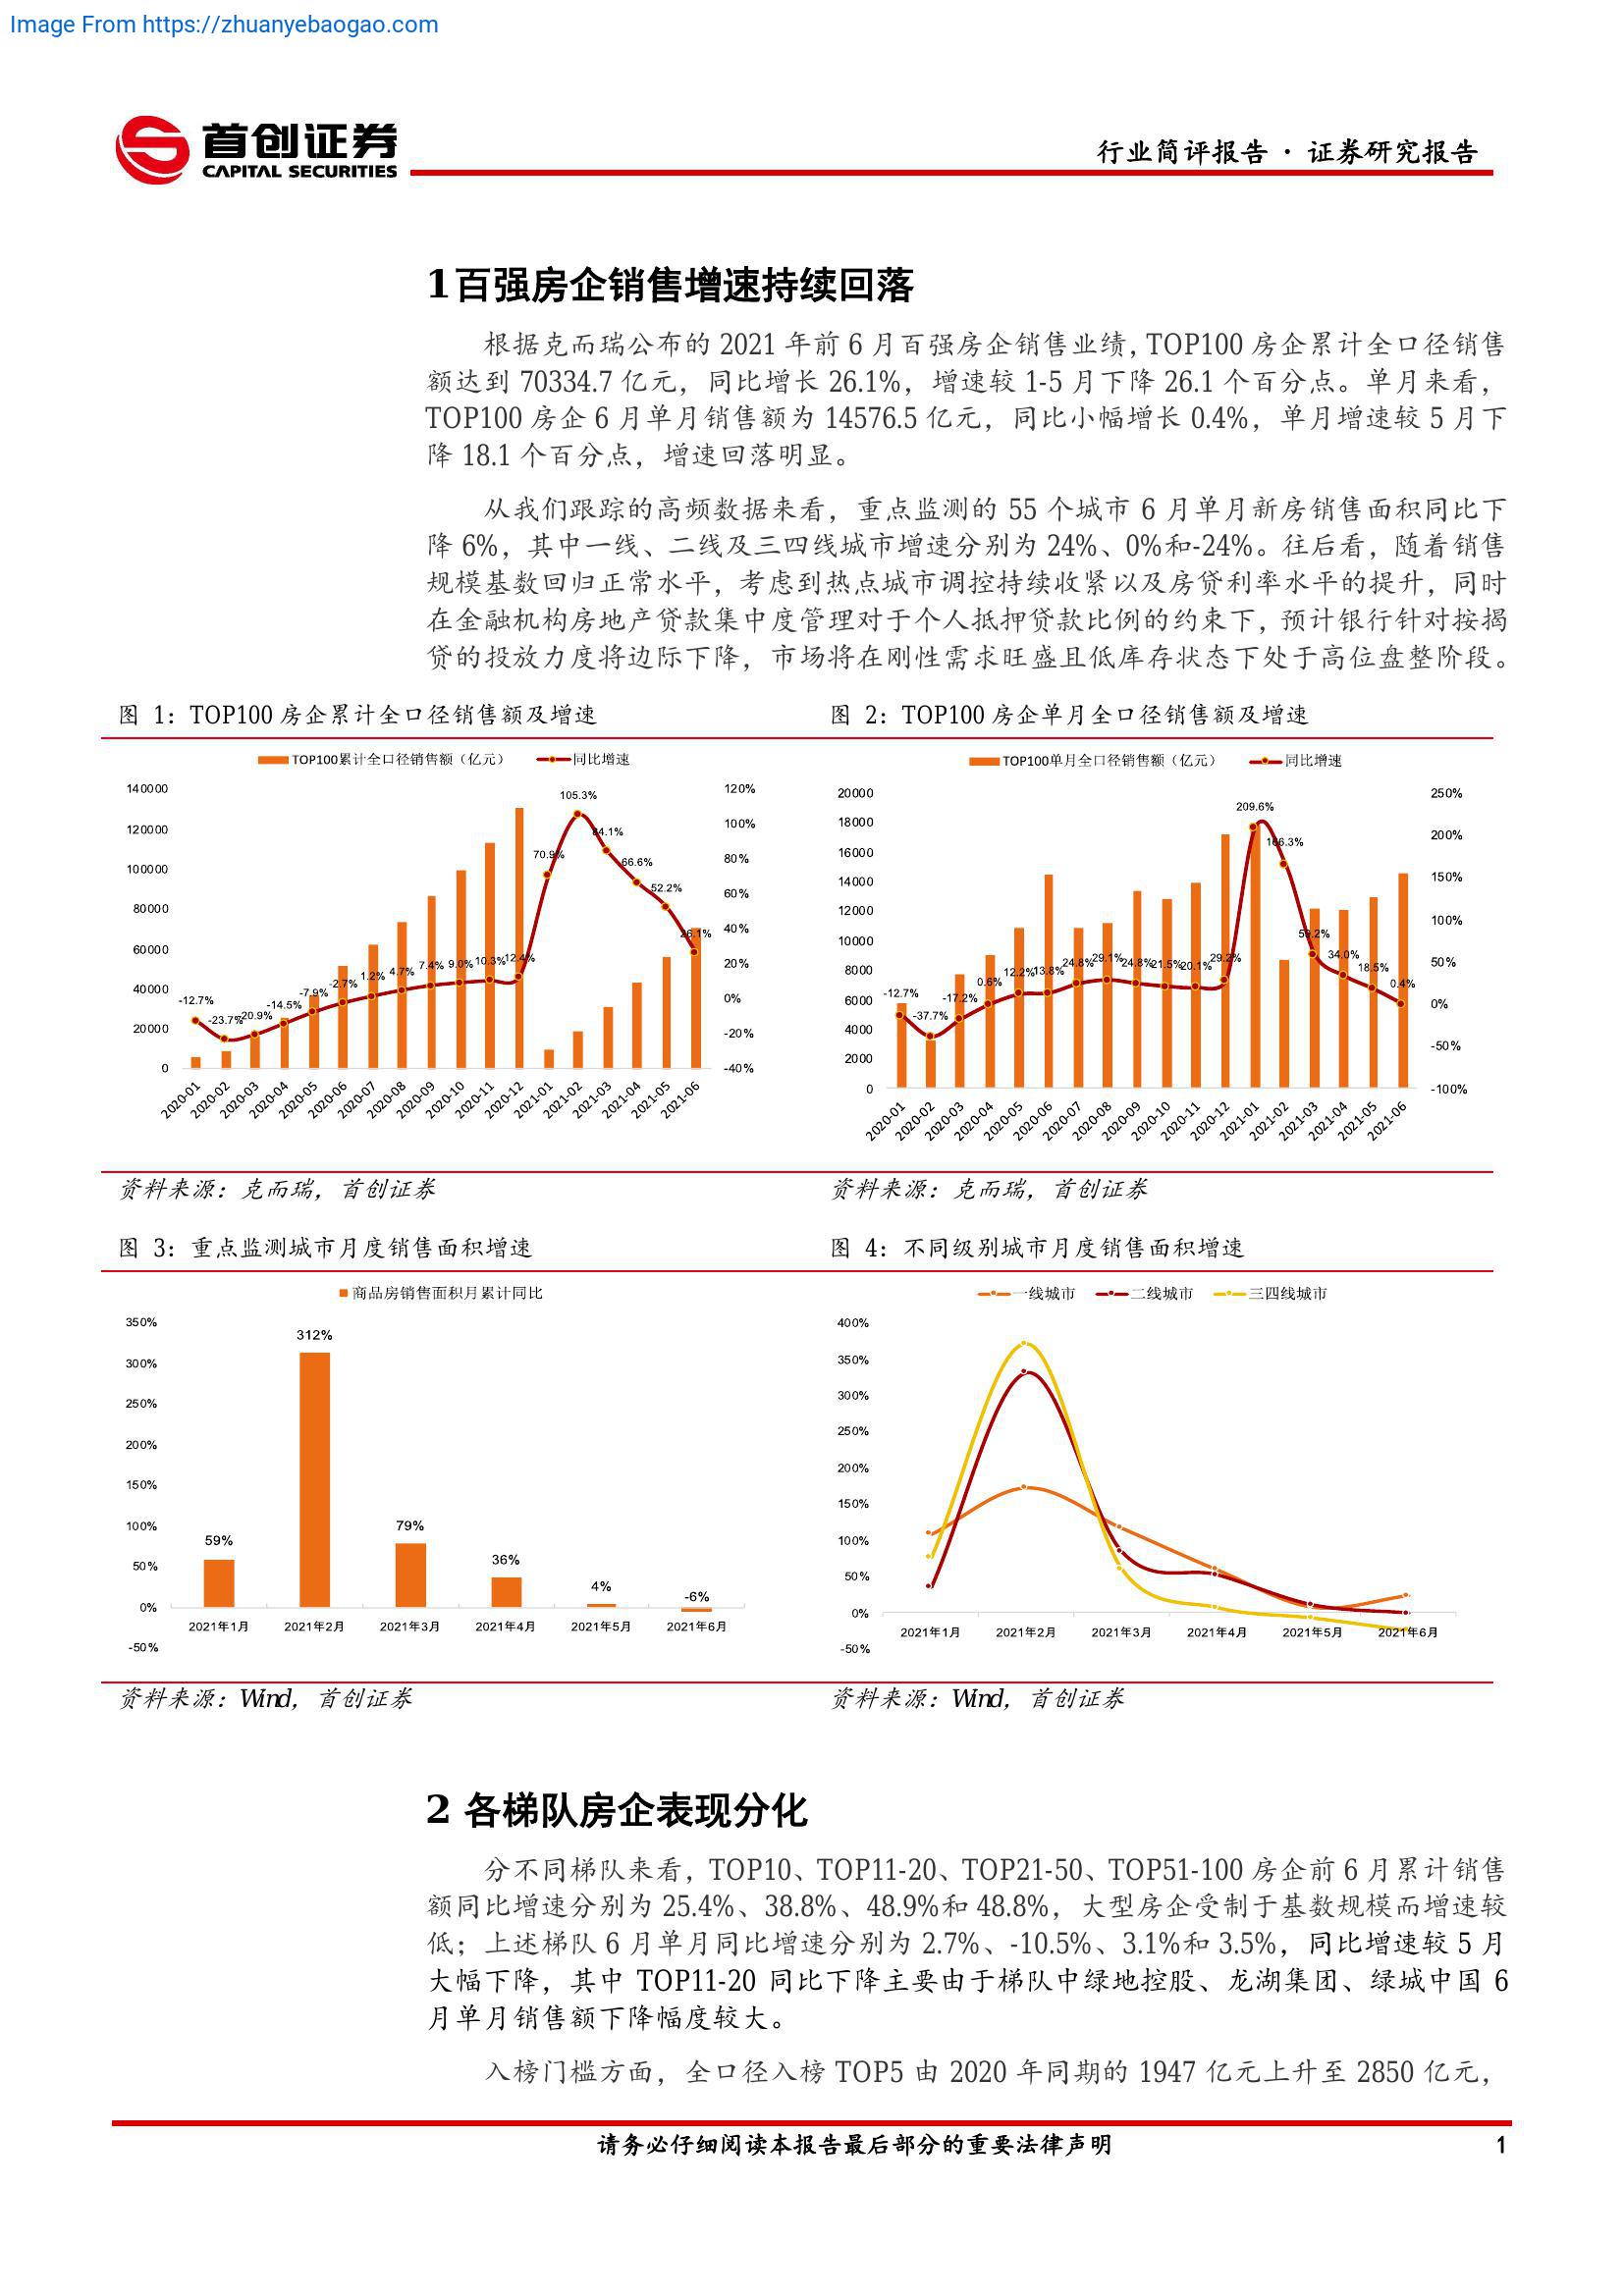 Image From https://zhuanyebaogao.com
首创证券
CAPITAL SECURITIES
行业简评报告 · 证券研究报告
1百强房企销售增速持续回落
根据克而瑞公布的 2021 年前 6 月百强房企销售业绩，TOP100 房企累计全口径销售
额达到 70334.7 亿元，同比增长 26.1%，增速较 1-5 月下降 26.1 个百分点。单月来看，
TOP100 房企 6 月单月销售额为 14576.5 亿元，同比小幅增长 0.4%，单月增速较 5 月下
降 18.1 个百分点，增速回落明显。
从我们跟踪的高频数据来看，重点监测的 55 个城市 6 月单月新房销售面积同比下
降 6%，其中一线、二线及三四线城市增速分别为 24%、0%和-24%。往后看，随着销售
规模基数回归正常水平，考虑到热点城市调控持续收紧以及房贷利率水平的提升，同时
在金融机构房地产贷款集中度管理对于个人抵押贷款比例的约束下，预计银行针对按揭
贷的投放力度将边际下降，市场将在刚性需求旺盛且低库存状态下处于高位盘整阶段。
图 1：TOP100 房企累计全口径销售额及增速
TOP100累计全口径销售额（亿元） 同比增速
140000
120000
100000
80000
60000
40000
20000
0
120%
100%
80%
60%
40%
20%
0%
-20%
-40%
-12.7% -23.7% -20.9% -14.5% -7.9% -2.7% 1.2% 4.7% 7.4% 9.0% 10.3% 12.4% 70.9% 105.3% 84.1% 66.6% 52.2% 26.1%
2020-01 2020-02 2020-03 2020-04 2020-05 2020-06 2020-07 2020-08 2020-09 2020-10 2020-11 2020-12 2021-01 2021-02 2021-03 2021-04 2021-05 2021-06
资料来源：克而瑞，首创证券
图 2：TOP100 房企单月全口径销售额及增速
TOP100单月全口径销售额（亿元） 同比增速
20000
18000
16000
14000
12000
10000
8000
6000
4000
2000
0
250%
200%
150%
100%
50%
0%
-50%
-100%
-12.7% -37.7% -17.2% 0.6% 12.2% 13.8% 24.8% 29.1% 24.8% 21.5% 20.1% 29.2% 209.6% 166.3% 59.2% 34.0% 18.5% 0.4%
2020-01 2020-02 2020-03 2020-04 2020-05 2020-06 2020-07 2020-08 2020-09 2020-10 2020-11 2020-12 2021-01 2021-02 2021-03 2021-04 2021-05 2021-06
资料来源：克而瑞，首创证券
图 3：重点监测城市月度销售面积增速
商品房销售面积月累计同比
350%
300%
250%
200%
150%
100%
50%
0%
-50%
59% 312% 79% 36% 4% -6%
2021年1月 2021年2月 2021年3月 2021年4月 2021年5月 2021年6月
资料来源：Wind，首创证券
图 4：不同级别城市月度销售面积增速
一线城市 二线城市 三四线城市
400%
350%
300%
250%
200%
150%
100%
50%
0%
-50%
2021年1月 2021年2月 2021年3月 2021年4月 2021年5月 2021年6月
资料来源：Wind，首创证券
2 各梯队房企表现分化
分不同梯队来看，TOP10、TOP11-20、TOP21-50、TOP51-100 房企前 6 月累计销售
额同比增速分别为 25.4%、38.8%、48.9%和 48.8%，大型房企受制于基数规模而增速较
低；上述梯队 6 月单月同比增速分别为 2.7%、-10.5%、3.1%和 3.5%，同比增速较 5 月
大幅下降，其中 TOP11-20 同比下降主要由于梯队中绿地控股、龙湖集团、绿城中国 6
月单月销售额下降幅度较大。
入榜门槛方面，全口径入榜 TOP5 由 2020 年同期的 1947 亿元上升至 2850 亿元，
请务必仔细阅读本报告最后部分的重要法律声明
1